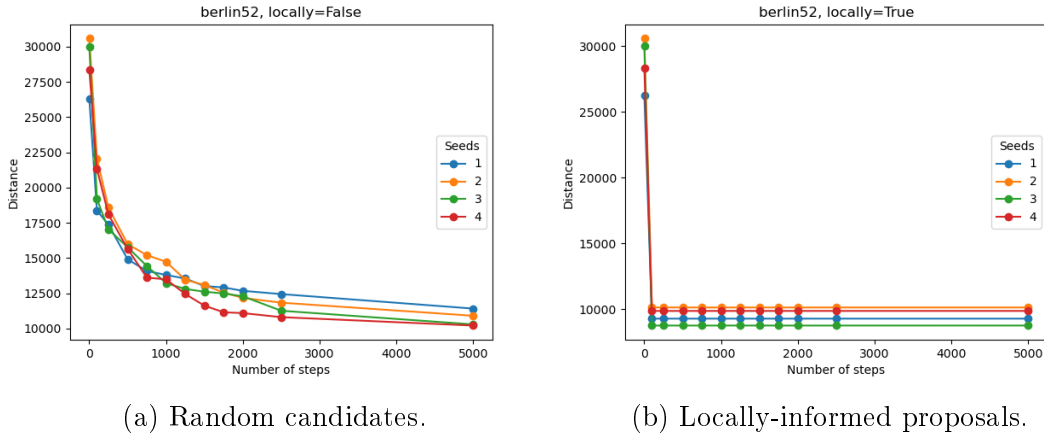 berlin52, locally=False
30000
27500
25000
22500
20000
17500
15000
12500
10000
Distance
Seeds
1
2
3
4
0 1000 2000 3000 4000 5000
Number of steps
(a) Random candidates.
berlin52, locally=True
30000
25000
20000
15000
10000
Distance
Seeds
1
2
3
4
0 1000 2000 3000 4000 5000
Number of steps
(b) Locally-informed proposals.